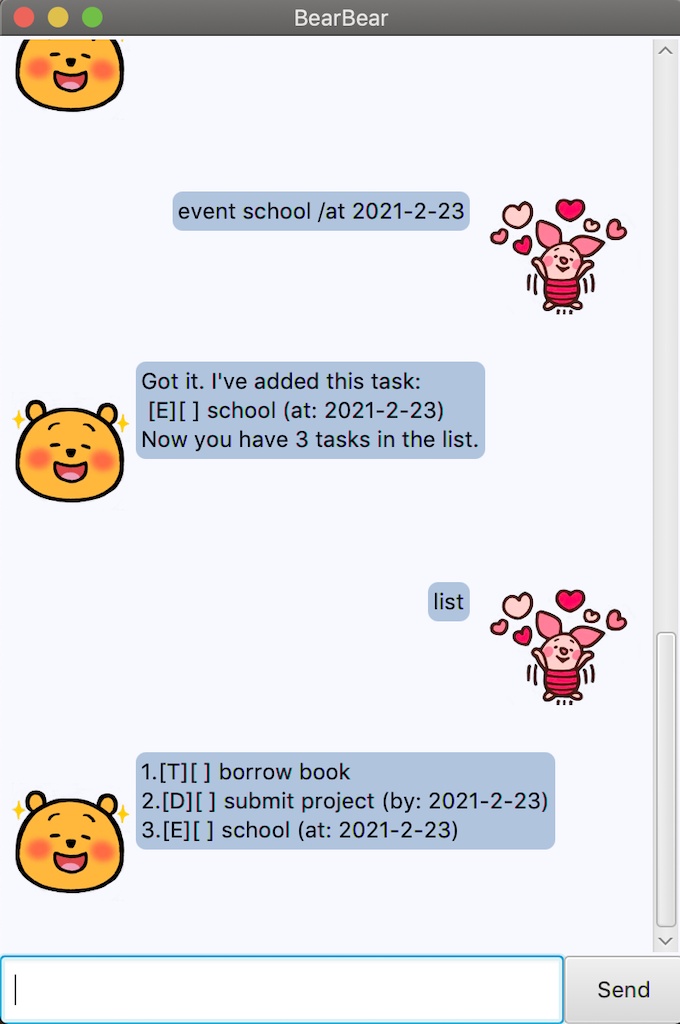 BearBear
event school /at 2021-2-23
Got it. I've added this task:
[E][ ] school (at: 2021-2-23)
Now you have 3 tasks in the list.
list
1.[T][ ] borrow book
2.[D][ ] submit project (by: 2021-2-23)
3.[E][ ] school (at: 2021-2-23)
Send